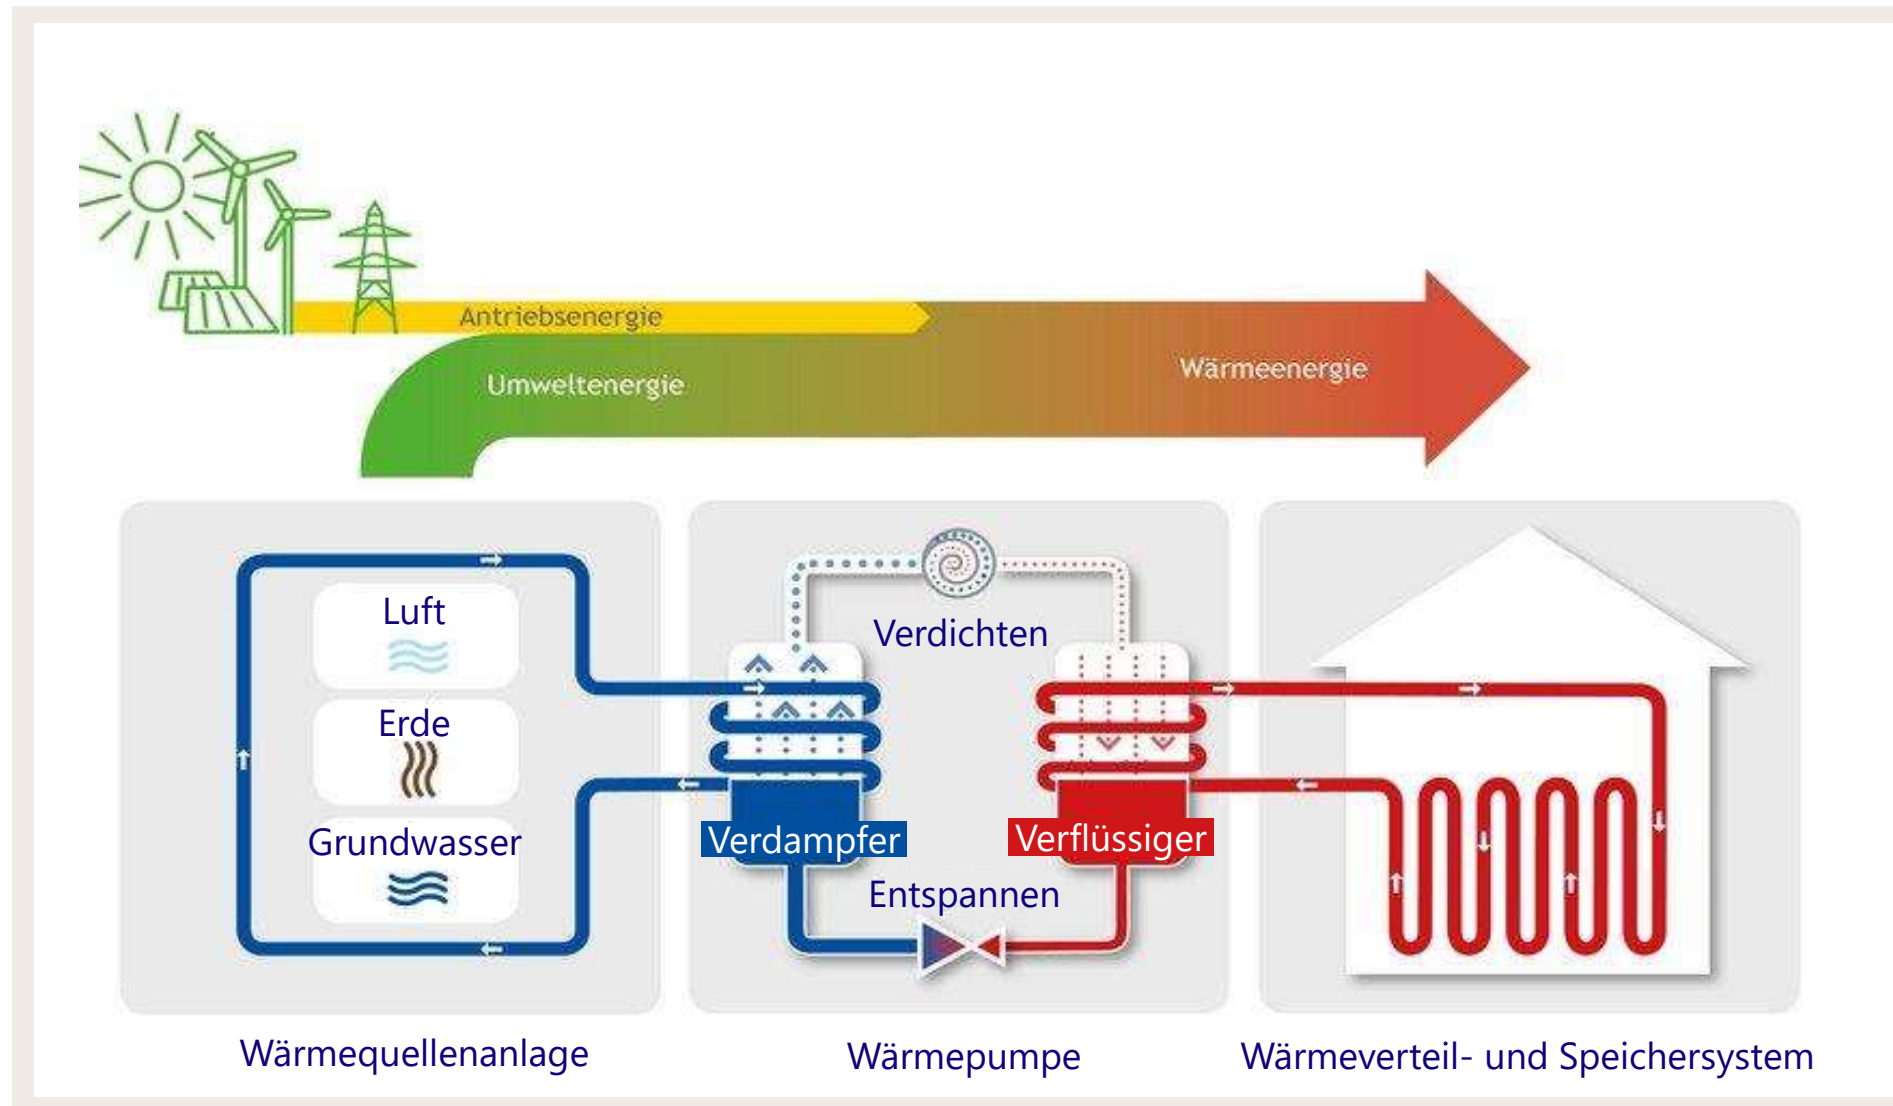 Antriebsenergie
Umweltenergie
Wärmeenergie
Luft
Erde
Grundwasser
Verdichten
Verdampfer
Verflüssiger
Entspannen
Wärmequellenanlage
Wärmepumpe
Wärmeverteil- und Speichersystem